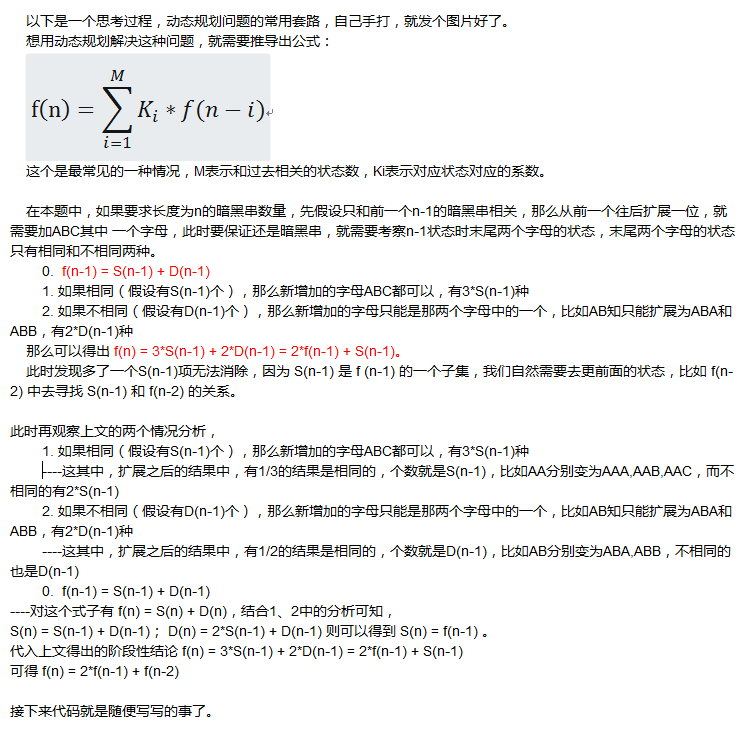 以下是一个思考过程，动态规划问题的常用套路，自己手打，就发个图片好了。
想用动态规划解决这种问题，就需要推导出公式：
f(n) = \sum_{i=1}^{M} K_i * f(n − i)
这个是最常见的一种情况，M表示和过去相关的状态数，Ki表示对应状态对应的系数。
在本题中，如果要求长度为n的暗黑串数量，先假设只和前一个n-1的暗黑串相关，那么从前一个往后扩展一位，就
需要加ABC其中 一个字母，此时要保证还是暗黑串，就需要考察n-1状态时末尾两个字母的状态，末尾两个字母的状态
只有相同和不相同两种。
0. f(n-1) = S(n-1) + D(n-1)
1. 如果相同（假设有S(n-1)个），那么新增加的字母ABC都可以，有3*S(n-1)种
2. 如果不相同（假设有D(n-1)个），那么新增加的字母只能是那两个字母中的一个，比如AB知只能扩展为ABA和
ABB，有2*D(n-1)种
那么可以得出 f(n) = 3*S(n-1) + 2*D(n-1) = 2*f(n-1) + S(n-1)。
此时发现多了一个S(n-1)项无法消除，因为 S(n-1) 是 f (n-1) 的一个子集，我们自然需要去更前面的状态，比如 f(n-
2) 中去寻找 S(n-1) 和 f(n-2) 的关系。
此时再观察上文的两个情况分析，
1. 如果相同（假设有S(n-1)个），那么新增加的字母ABC都可以，有3*S(n-1)种
----这其中，扩展之后的结果中，有1/3的结果是相同的，个数就是S(n-1)，比如AA分别变为AAA,AAB,AAC，而不
相同的有2*S(n-1)
2. 如果不相同（假设有D(n-1)个），那么新增加的字母只能是那两个字母中的一个，比如AB知只能扩展为ABA和
ABB，有2*D(n-1)种
----这其中，扩展之后的结果中，有1/2的结果是相同的，个数就是D(n-1)，比如AB分别变为ABA,ABB，不相同的
也是D(n-1)
0. f(n-1) = S(n-1) + D(n-1)
----对这个式子有 f(n) = S(n) + D(n)，结合1、2中的分析可知，
S(n) = S(n-1) + D(n-1)； D(n) = 2*S(n-1) + D(n-1) 则可以得到 S(n) = f(n-1) 。
代入上文得出的阶段性结论 f(n) = 3*S(n-1) + 2*D(n-1) = 2*f(n-1) + S(n-1)
可得 f(n) = 2*f(n-1) + f(n-2)
接下来代码就是随便写写的事了。